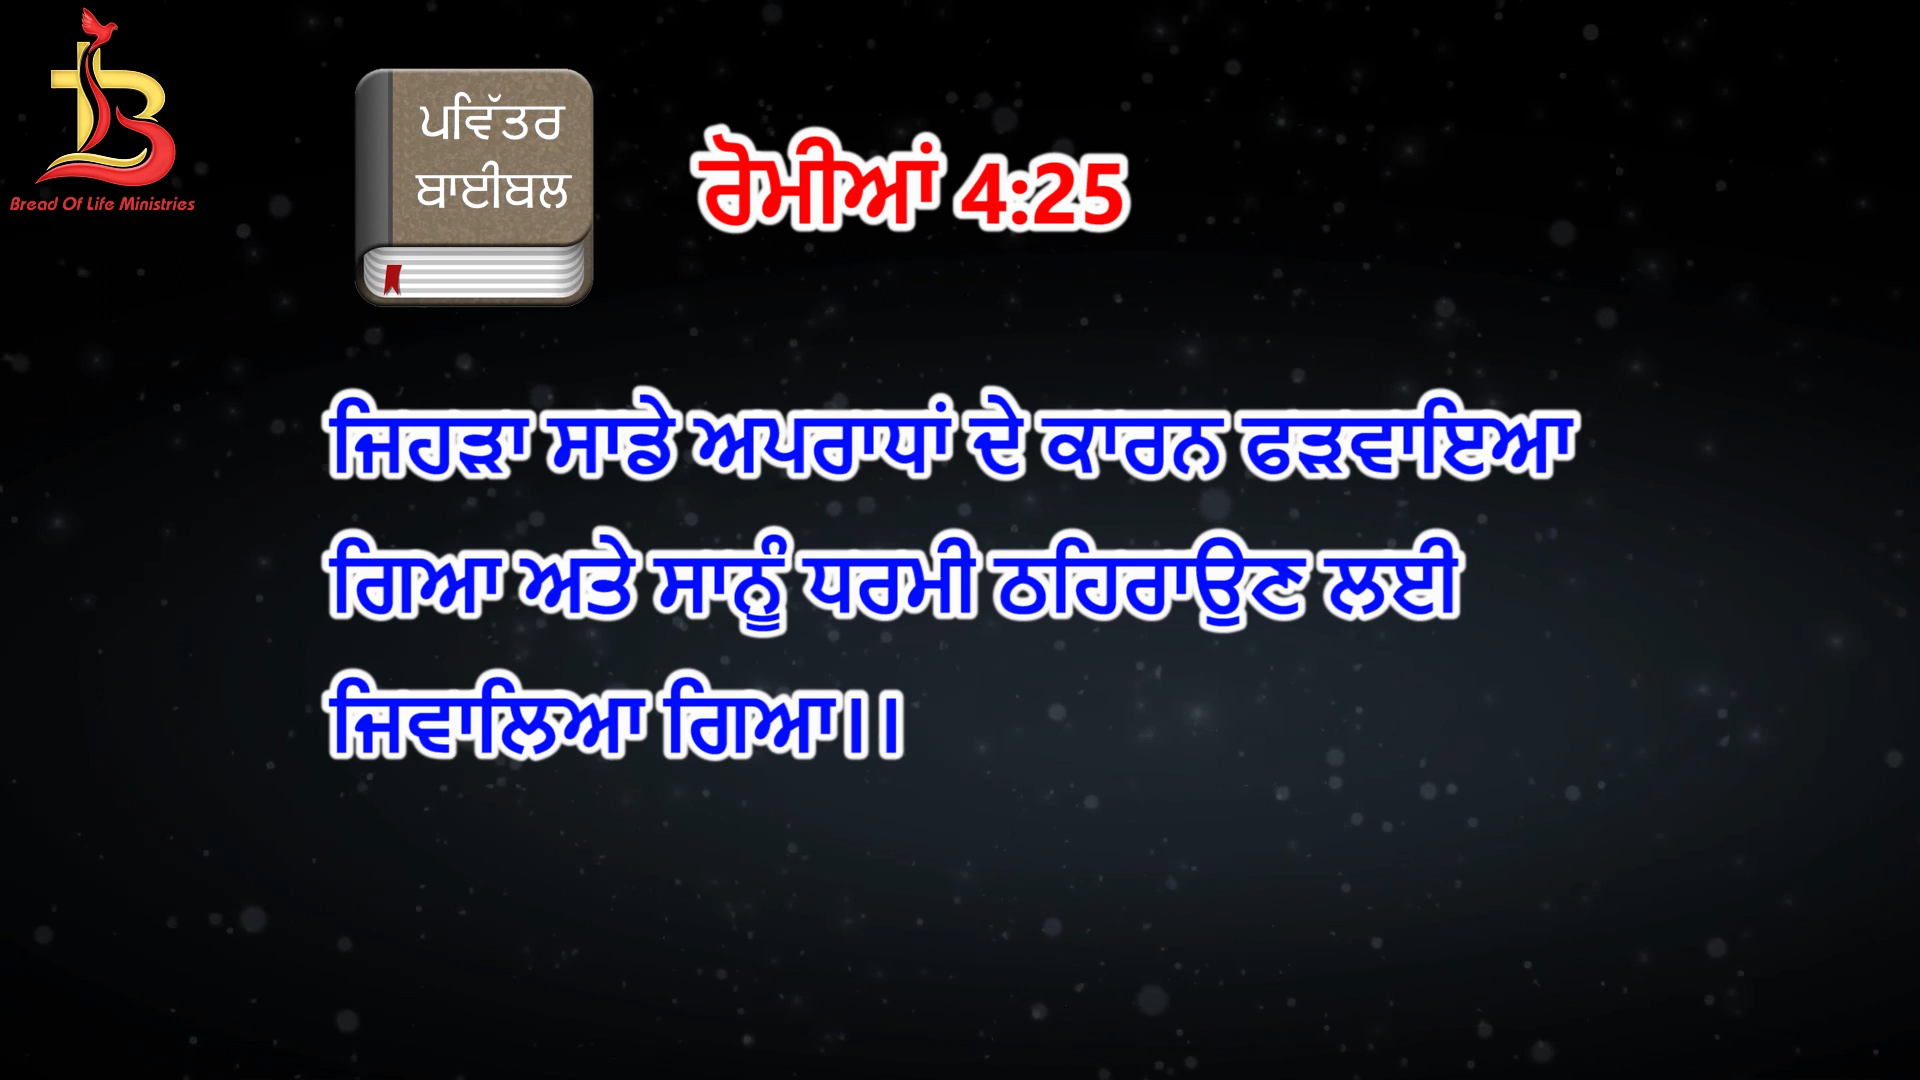 Bread Of Life Ministries
ਪਵਿੱਤਰ
ਬਾਈਬਲ
ਰੋਮੀਆਂ 4:25
ਜਿਹੜਾ ਸਾਡੇ ਅਪਰਾਧਾਂ ਦੇ ਕਾਰਨ ਫੜਵਾਇਆ
ਗਿਆ ਅਤੇ ਸਾਨੂੰ ਧਰਮੀ ਠਹਿਰਾਉਣ ਲਈ
ਜਿਵਾਲਿਆ ਗਿਆ।।